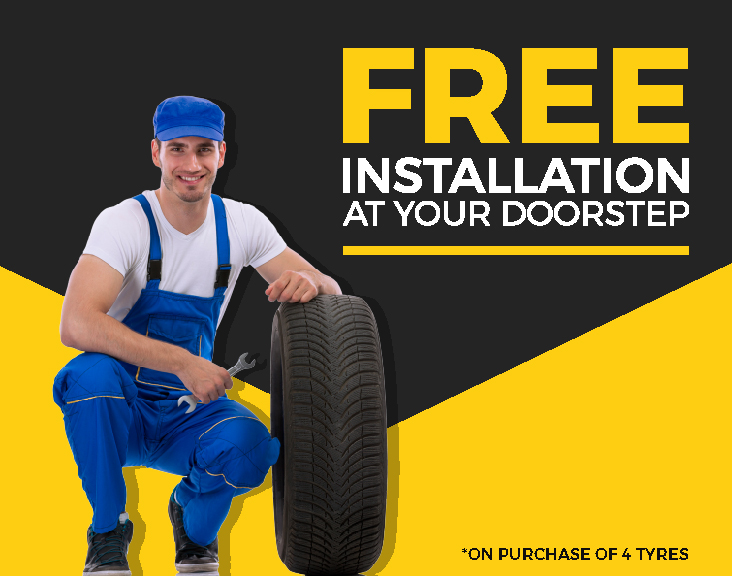 FREE
INSTALLATION
AT YOUR DOORSTEP
*ON PURCHASE OF 4 TYRES